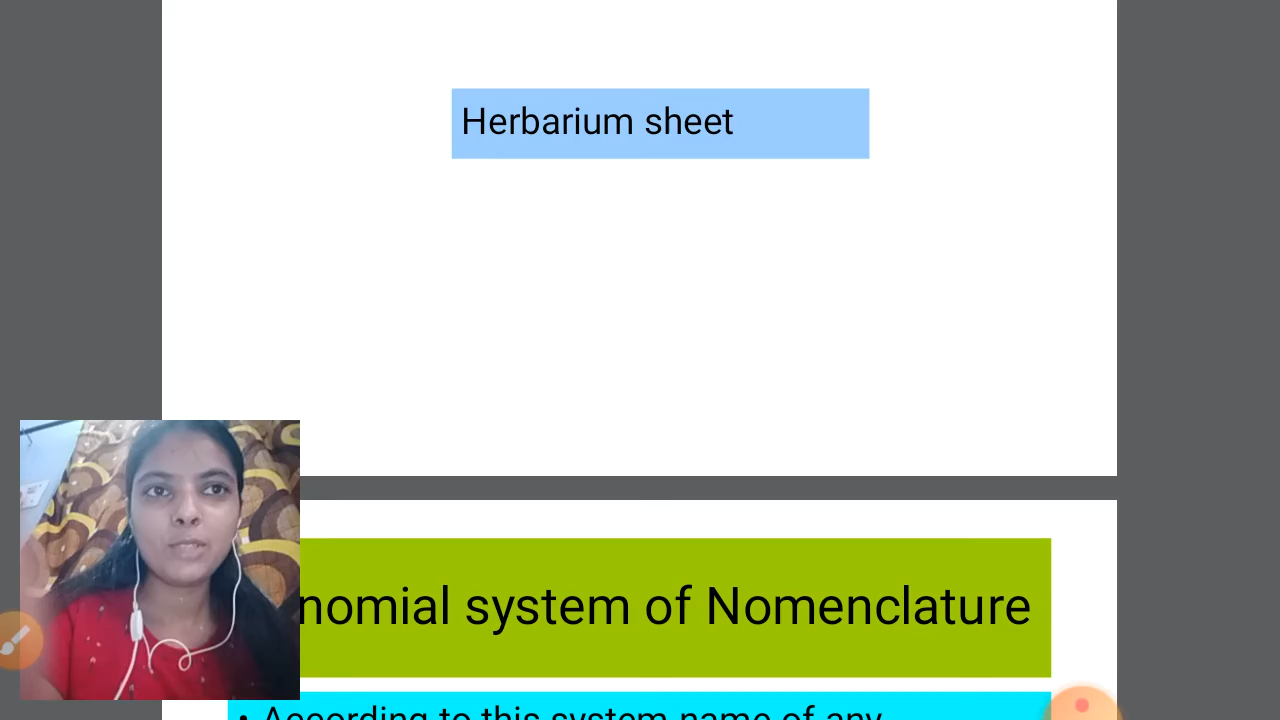 Herbarium sheet
nomial system of Nomenclature
• According to this system name of any